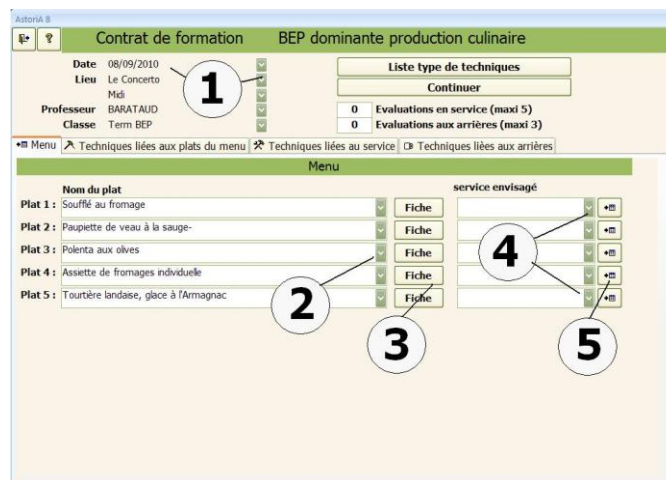 AstoriA 8
Contrat de formation BEP dominante production culinaire
Date 08/09/2010
Liste type de techniques
Lieu Le Concerto
1
Continuer
Midi
Professeur BARATAUD
0 Evaluations en service (maxi 5)
Classe Term BEP
0 Evaluations aux arrières (maxi 3)
Menu Techniques liées aux plats du menu Techniques liées au service Techniques lièes aux arrières
Menu
Nom du plat service envisagé
Plat 1 : Soufflé au fromage Fiche
Plat 2 : Paupiette de veau à la sauge- Fiche
Plat 3 : Polenta aux olives Fiche
4
Plat 4 : Assiette de fromages individuelle Fiche
Plat 5 : Tourtière landaise, glace à l'Armagnac Fiche
2
3
5